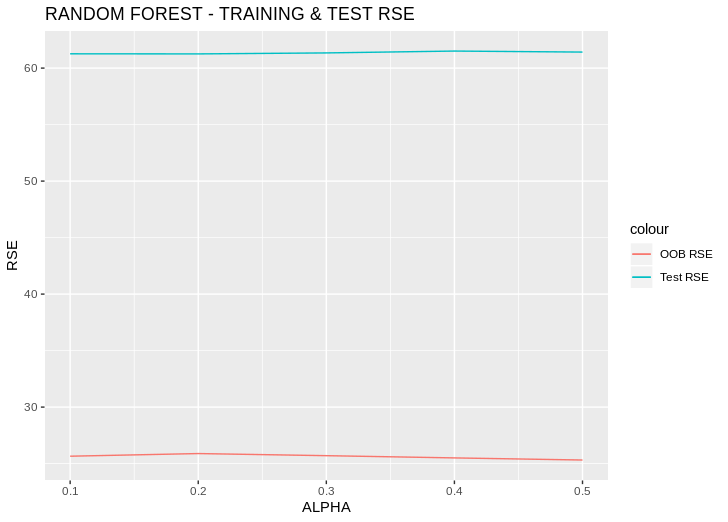 RANDOM FOREST - TRAINING & TEST RSE
60
50
40
30
RSE
0.1 0.2 0.3 0.4 0.5
ALPHA
colour
OOB RSE
Test RSE